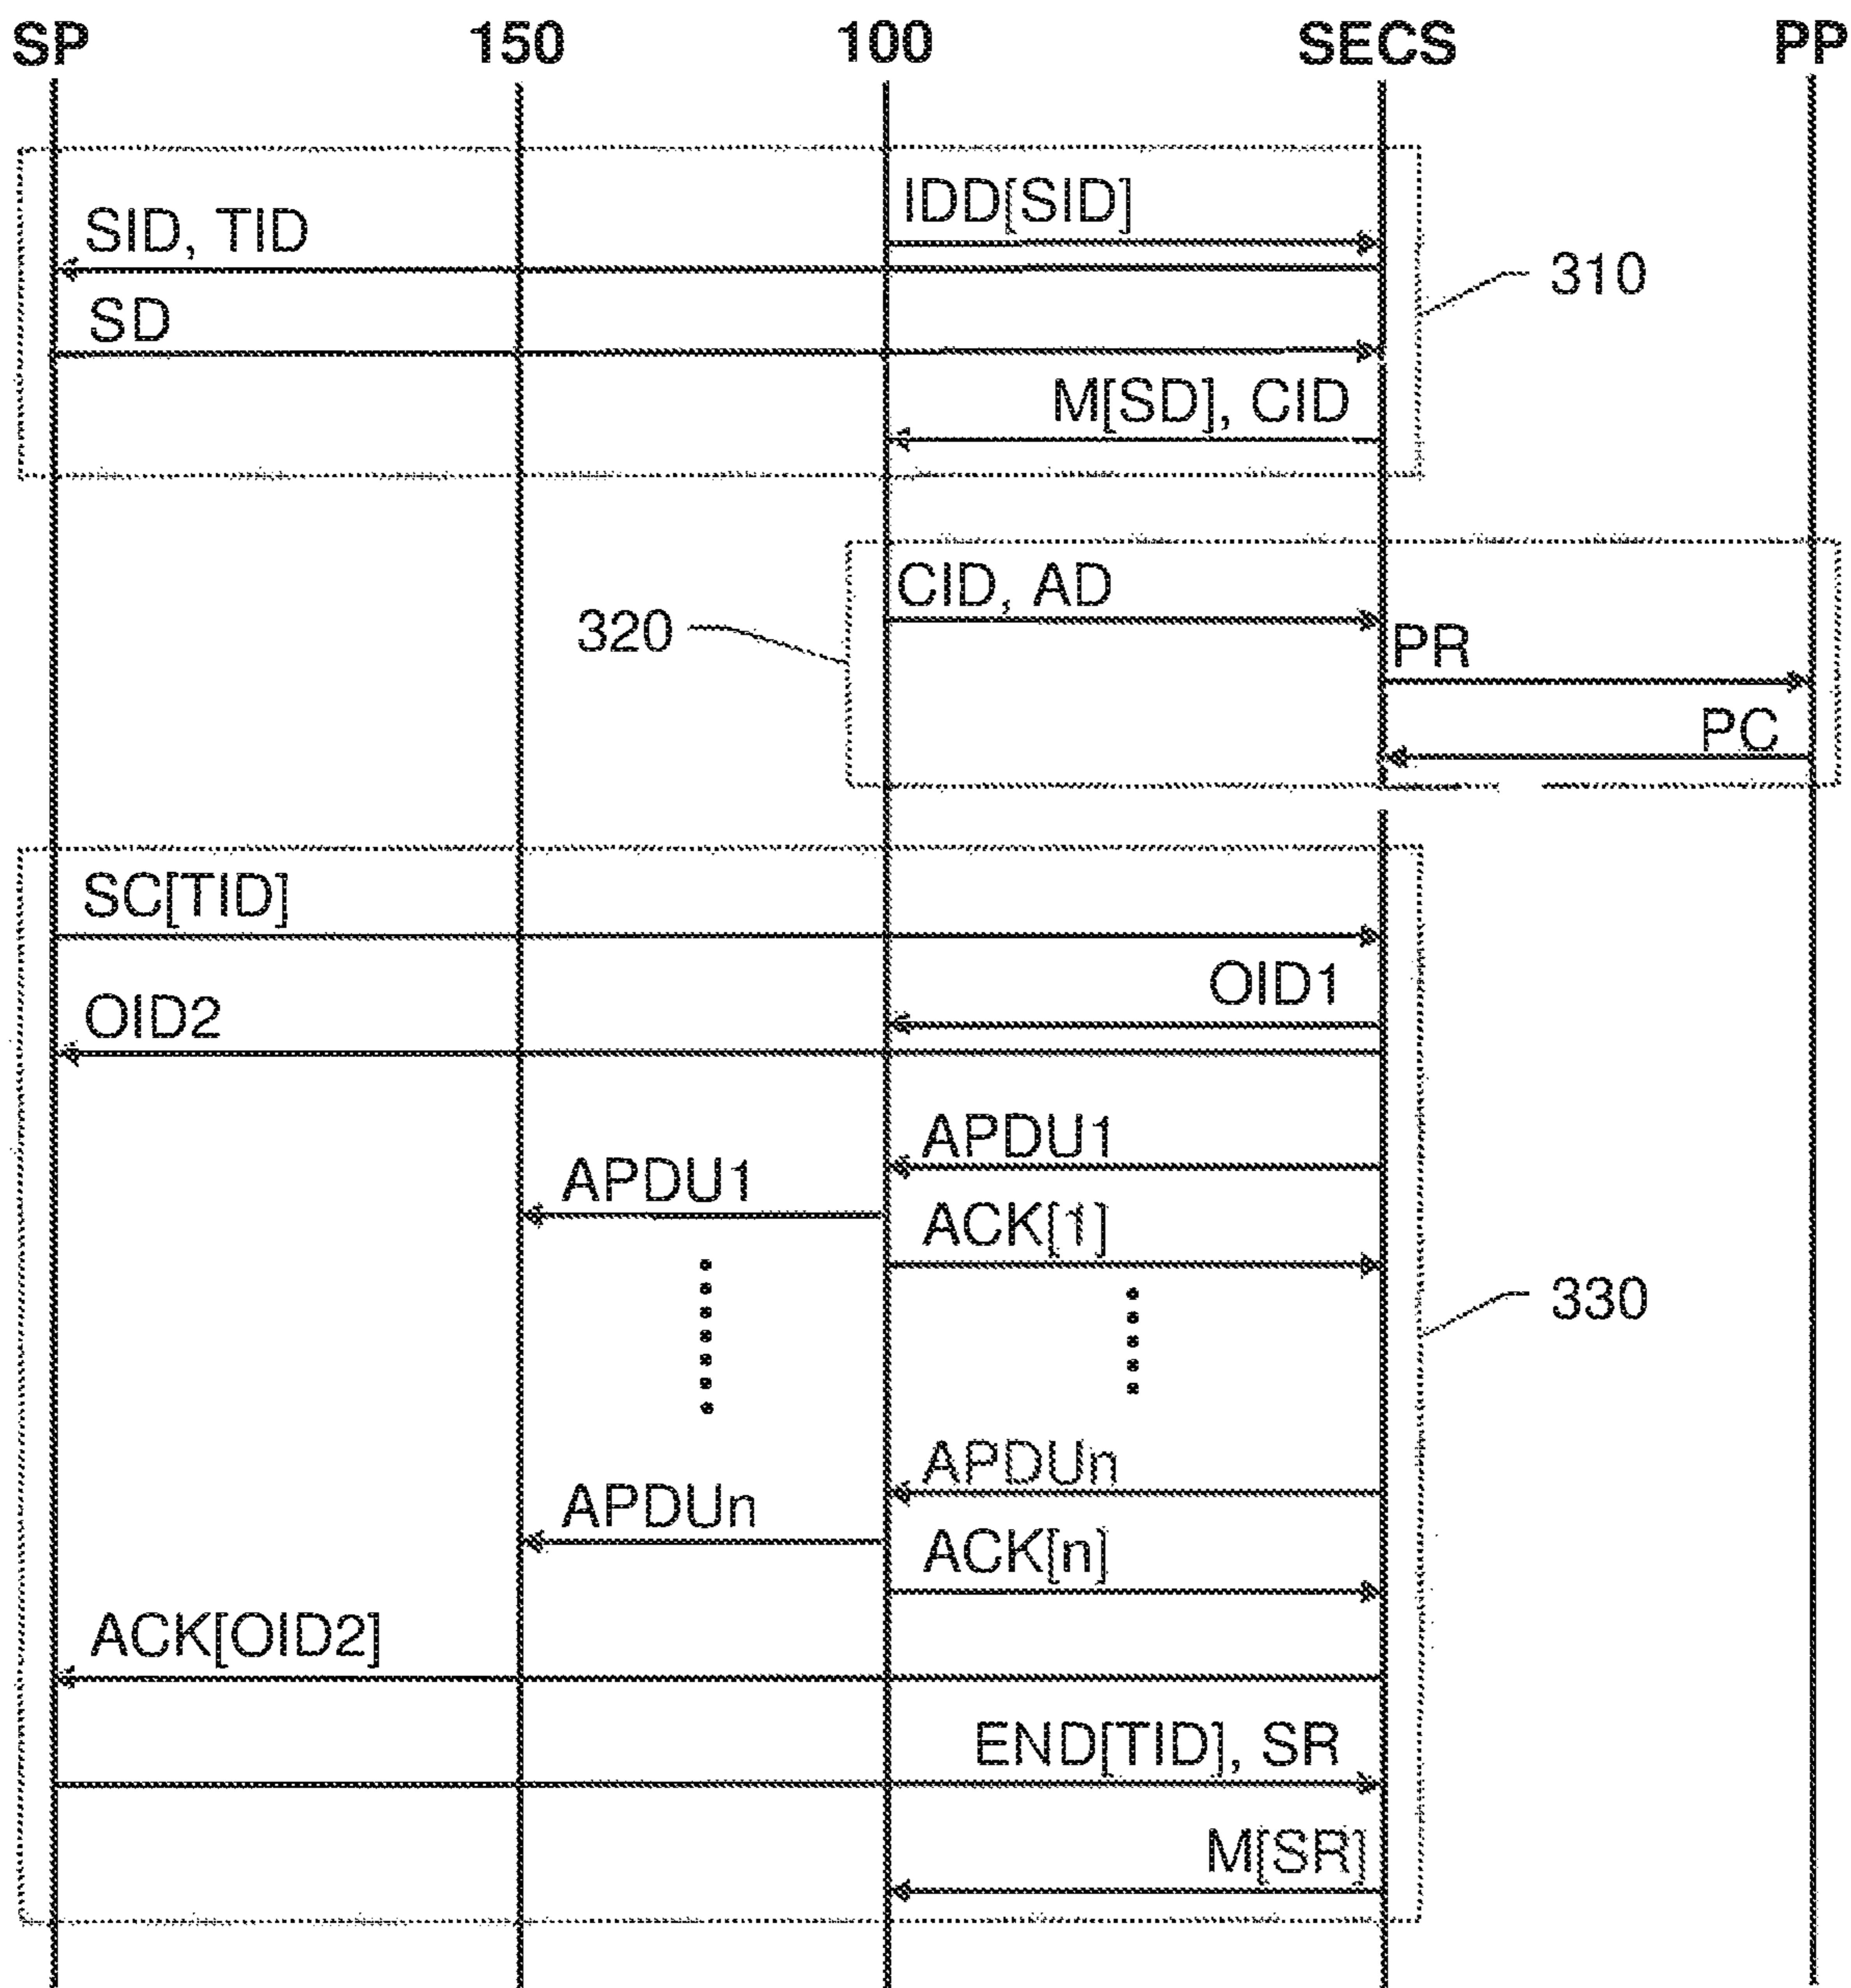 SP 150 100 SECS PP
IDD[SID]
SID, TID
310
SD
M[SD], CID
CID, AD
320
PR
PC
SC[TID]
OID1
OID2
APDU1
APDU1
ACK[1]
330
APDUn
APDUn
ACK[n]
ACK[OID2]
END[TID], SR
M[SR]